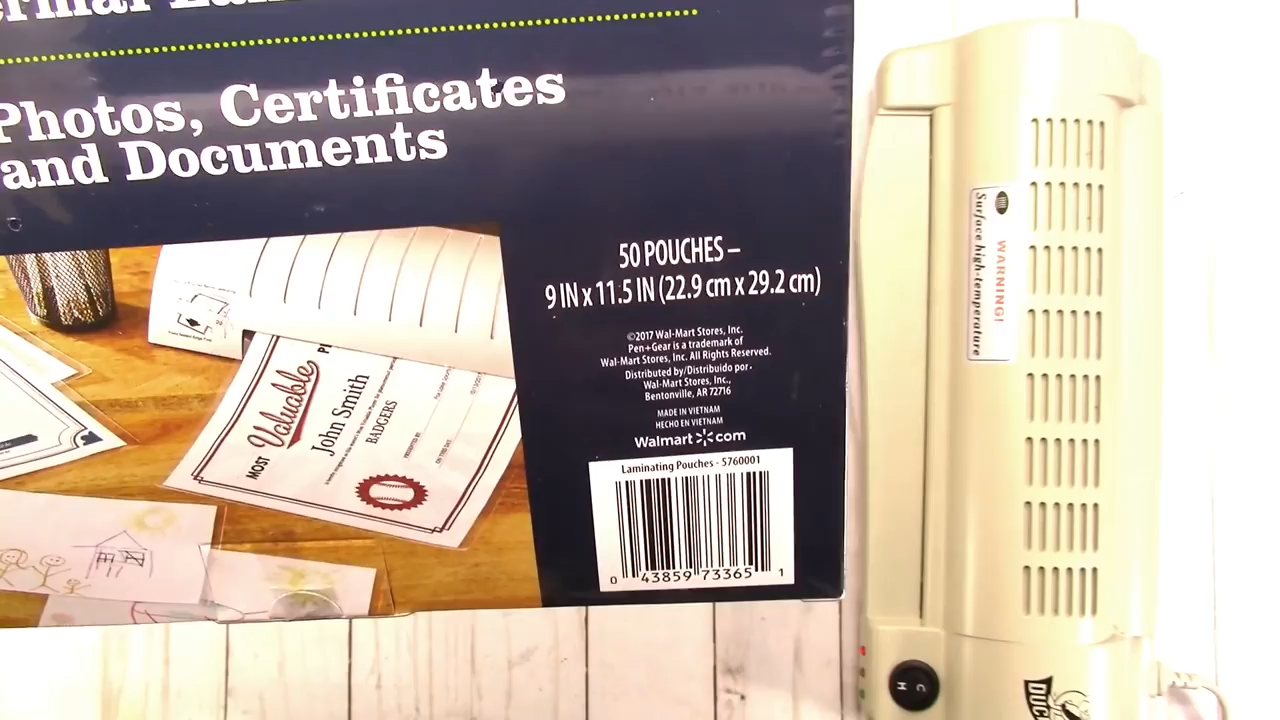 Photos, Certificates
and Documents
50 POUCHES –
9 IN x 11.5 IN (22.9 cm x 29.2 cm)
©2017 Wal-Mart Stores, Inc.
Pen+Gear is a trademark of
Wal-Mart Stores, Inc. All Rights Reserved.
Distributed by/Distribuido por:
Wal-Mart Stores, Inc.,
Bentonville, AR 72716
MADE IN VIETNAM
HECHO EN VIETNAM
Walmart com
Laminating Pouches - 5760001
0 43859 73365 1
MOST
Valuable
John Smith
BADGERS
WARNING!
Surface high-temperature
C
H
DUC